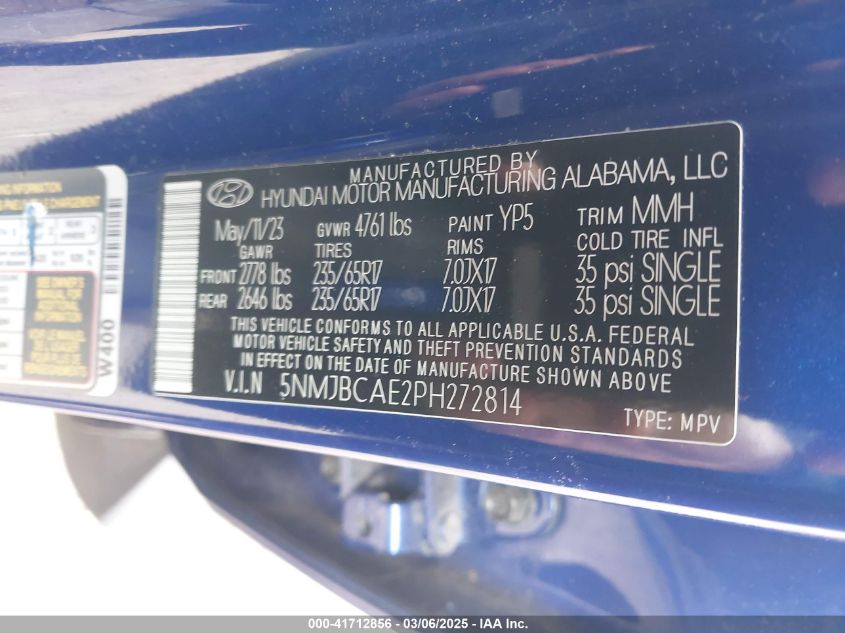 MANUFACTURED BY
HYUNDAI MOTOR MANUFACTURING ALABAMA, LLC
May/11/23 GVWR 4761 lbs PAINT YP5 TRIM MMH
GAWR TIRES RIMS COLD TIRE INFL
FRONT 2778 lbs 235/65R17 7.0JX17 35 psi SINGLE
REAR 2646 lbs 235/65R17 7.0JX17 35 psi SINGLE
THIS VEHICLE CONFORMS TO ALL APPLICABLE U.S.A. FEDERAL
MOTOR VEHICLE SAFETY AND THEFT PREVENTION STANDARDS
IN EFFECT ON THE DATE OF MANUFACTURE SHOWN ABOVE
V.I.N 5NMJBCAE2PH272814
TYPE: MPV
INFORMATION
W400
000-41712856 - 03/06/2025 - IAA Inc.